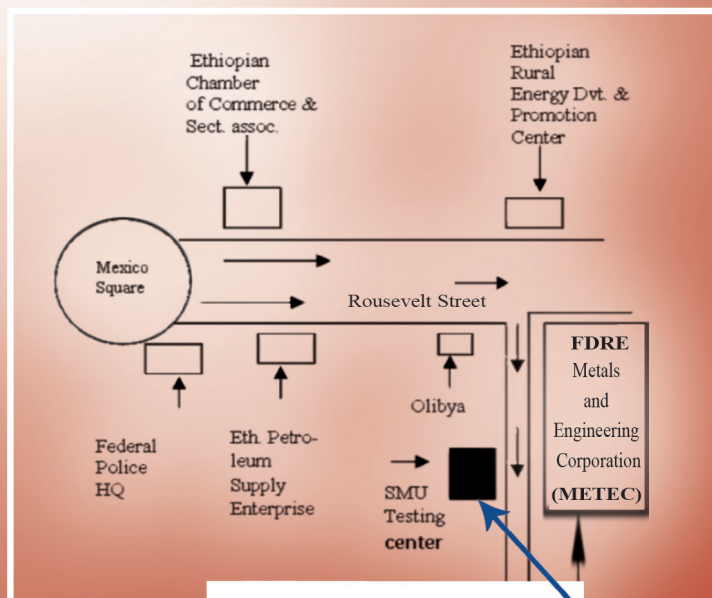 Ethiopian
Chamber
of Commerce &
Sect. assoc.
Ethiopian
Rural
Energy Dvt. &
Promotion
Center
Mexico
Square
Rousevelt Street
FDRE
Metals
and
Engineering
Corporation
(METEC)
Olibya
Federal
Police
HQ
Eth. Petro-
leum
Supply
Enterprise
SMU
Testing
center